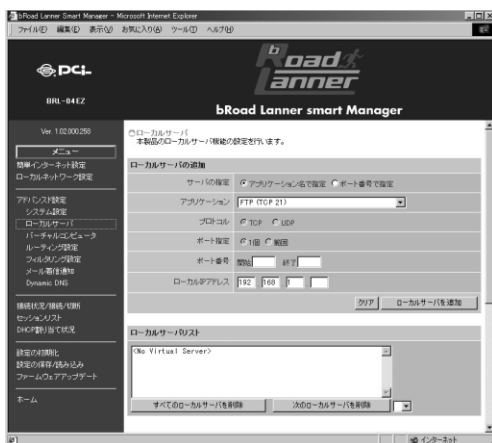 bRoad Lanner Smart Manager - Microsoft Internet Explorer
ファイル(F) 編集(E) 表示(V) お気に入り(A) ツール(T) ヘルプ(H)
PCi
BRL-04EZ
bRoad Lanner
bRoad Lanner smart Manager
Ver. 1.02.000.258
メニュー
簡単インターネット設定
ローカルネットワーク設定
アドバンスド設定
システム設定
ローカルサーバ
バーチャルコンピュータ
ルーティング設定
フィルタリング設定
メール着信通知
Dynamic DNS
接続状況/接続/切断
セッションリスト
DHCP割り当て状況
設定の初期化
設定の保存/読み込み
ファームウェアアップデート
ホーム
ローカルサーバ
本製品のローカルサーバ機能の設定を行います。
ローカルサーバの追加
サーバの指定 アプリケーション名で指定 ポート番号で指定
アプリケーション FTP (TCP 21)
プロトコル TCP UDP
ポート指定 1個 範囲
ポート番号 開始 終了
ローカルIPアドレス 192 168 1
クリア ローカルサーバを追加
ローカルサーバリスト
<No Virtual Server>
すべてのローカルサーバを削除 次のローカルサーバを削除
インターネット